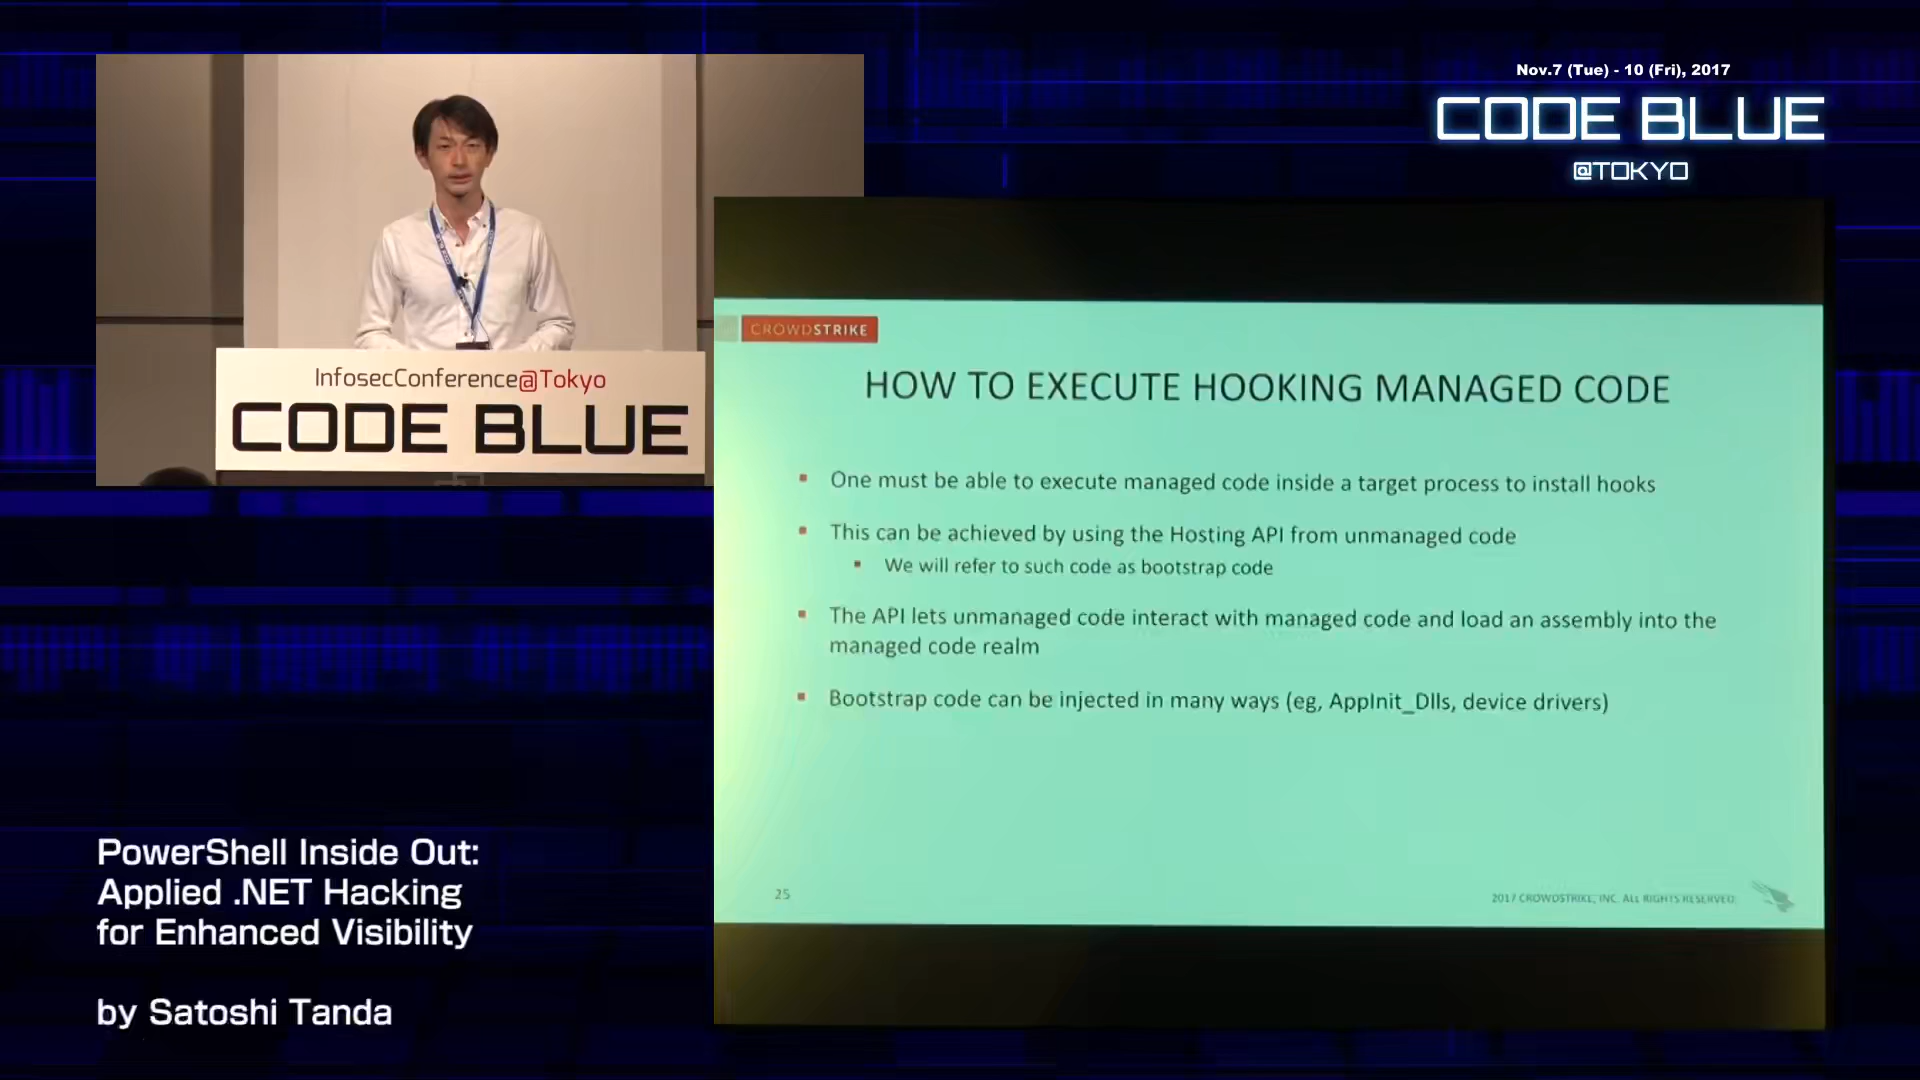 Nov.7 (Tue) - 10 (Fri), 2017
CODE BLUE
@TOKYO
InfosecConference@Tokyo
CODE BLUE
CROWDSTRIKE
HOW TO EXECUTE HOOKING MANAGED CODE
▪ One must be able to execute managed code inside a target process to install hooks
▪ This can be achieved by using the Hosting API from unmanaged code
▪ We will refer to such code as bootstrap code
▪ The API lets unmanaged code interact with managed code and load an assembly into the
managed code realm
▪ Bootstrap code can be injected in many ways (eg, AppInit_Dlls, device drivers)
25
2017 CROWDSTRIKE, INC. ALL RIGHTS RESERVED.
PowerShell Inside Out:
Applied .NET Hacking
for Enhanced Visibility
by Satoshi Tanda